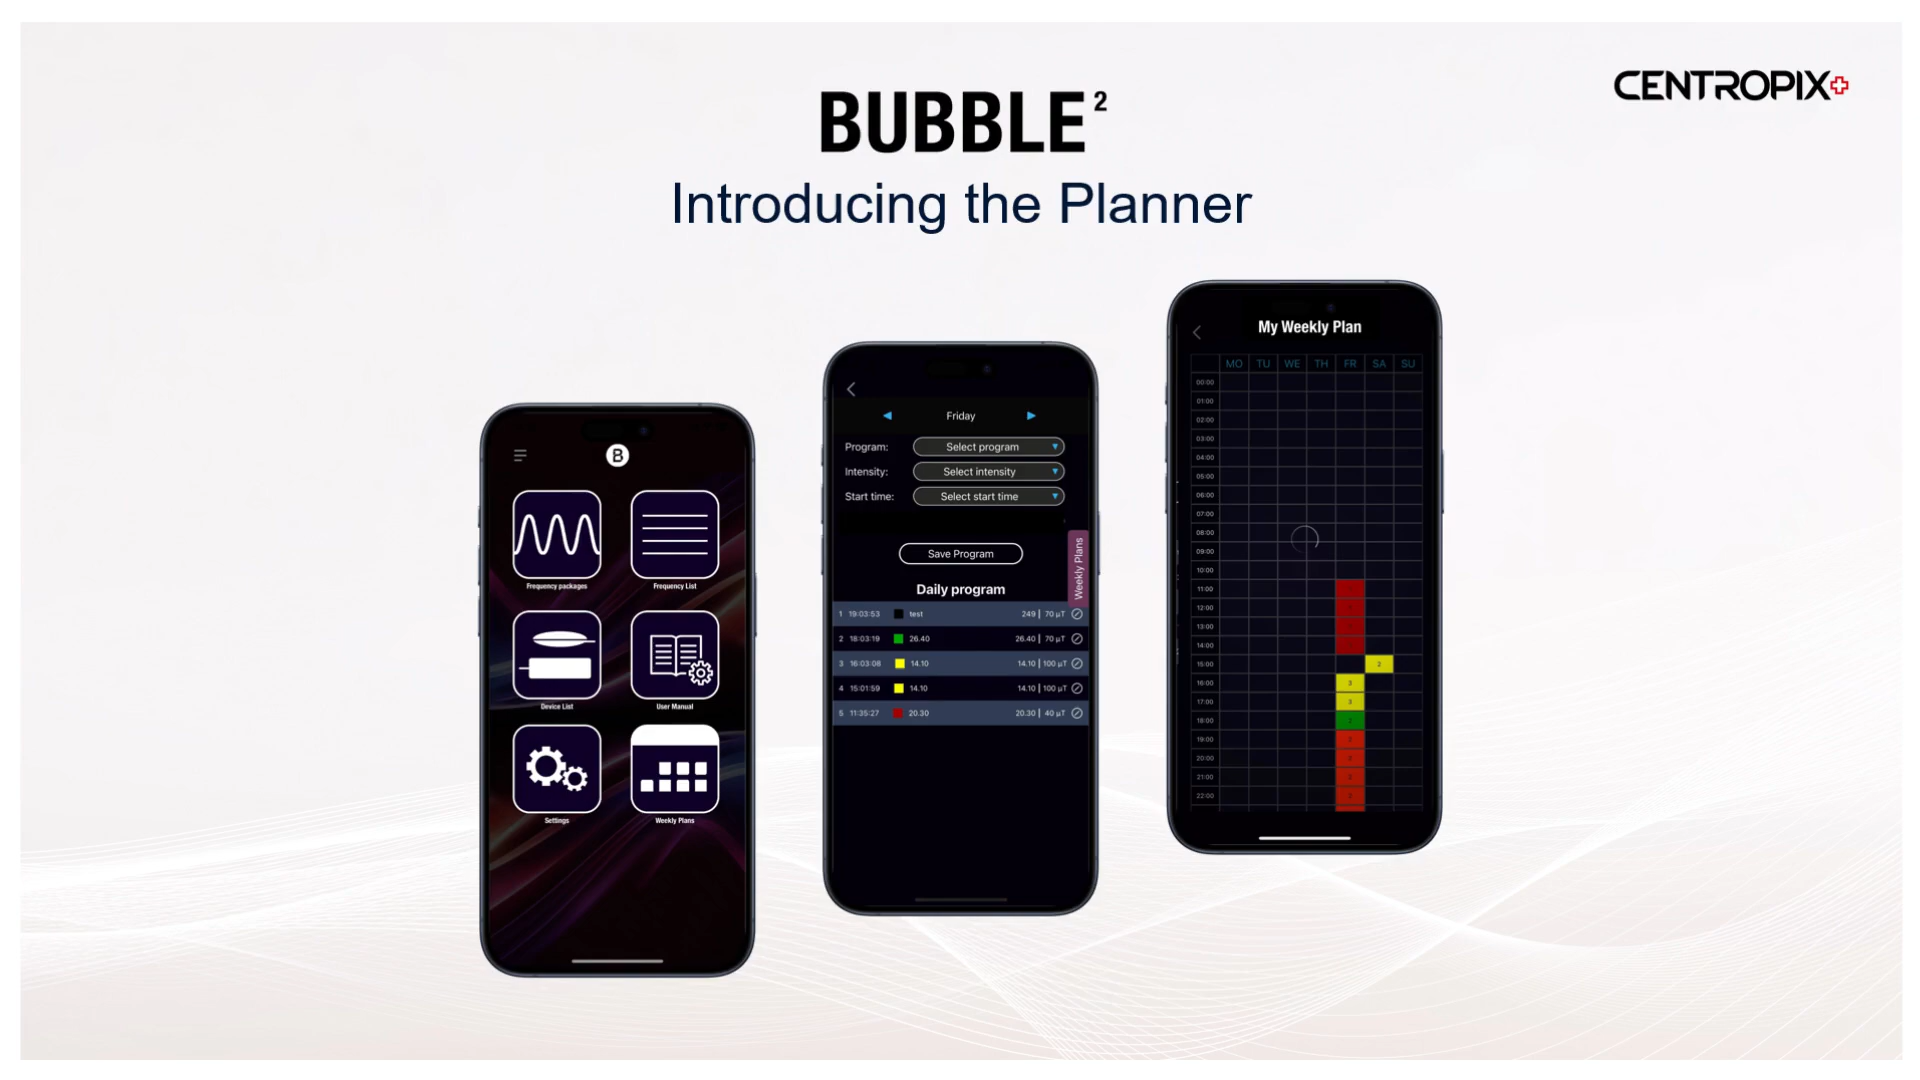 CENTROPIX
BUBBLE²
Introducing the Planner
B
Frequency packages
Frequency List
Device List
User Manual
Settings
Weekly Plans
Friday
Program: Select program
Intensity: Select intensity
Start time: Select start time
Save Program
Weekly Plans
Daily program
1 19:03:53 test 249 | 70 µT
2 18:03:19 26.40 26.40 | 70 µT
3 16:03:08 14.10 14.10 | 100 µT
4 15:01:59 14.10 14.10 | 100 µT
5 11:35:27 20.30 20.30 | 40 µT
My Weekly Plan
MO TU WE TH FR SA SU
00:00
01:00
02:00
03:00
04:00
05:00
06:00
07:00
08:00
09:00
10:00
11:00
12:00
13:00
14:00
15:00 2
16:00 3
17:00 3
18:00 2
19:00
20:00
21:00
22:00